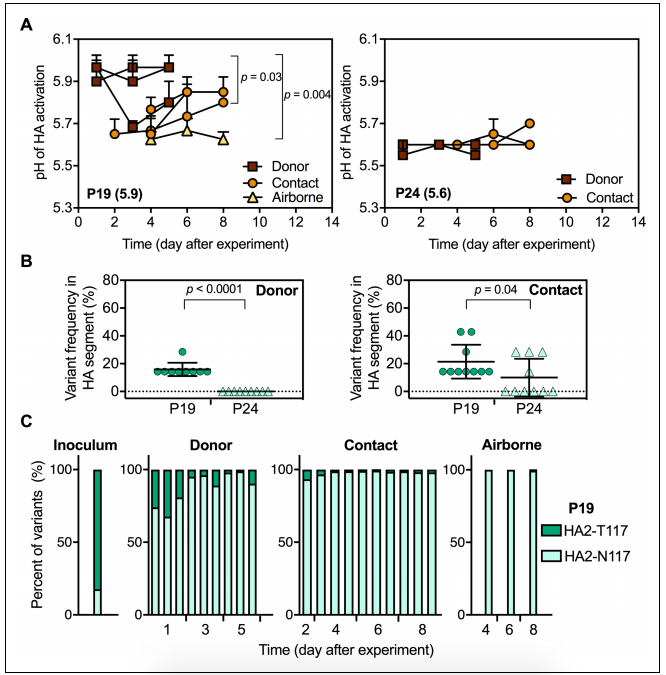 A
6.1
5.9
5.7
5.5
5.3
pH of HA activation
p = 0.03
p = 0.004
Donor
Contact
Airborne
P19 (5.9)
0 2 4 6 8 10 12 14
Time (day after experiment)
6.1
5.9
5.7
5.5
5.3
pH of HA activation
Donor
Contact
P24 (5.6)
0 2 4 6 8 10 12 14
Time (day after experiment)
B
Variant frequency in
HA segment (%)
80
60
40
20
0
p < 0.0001
Donor
P19 P24
Variant frequency in
HA segment (%)
80
60
40
20
0
p = 0.04
Contact
P19 P24
C
Percent of variants (%)
Inoculum
100
50
0
Donor
100
50
0
1 3 5
Contact
100
50
0
2 4 6 8
Airborne
100
50
0
4 6 8
Time (day after experiment)
P19
HA2-T117
HA2-N117